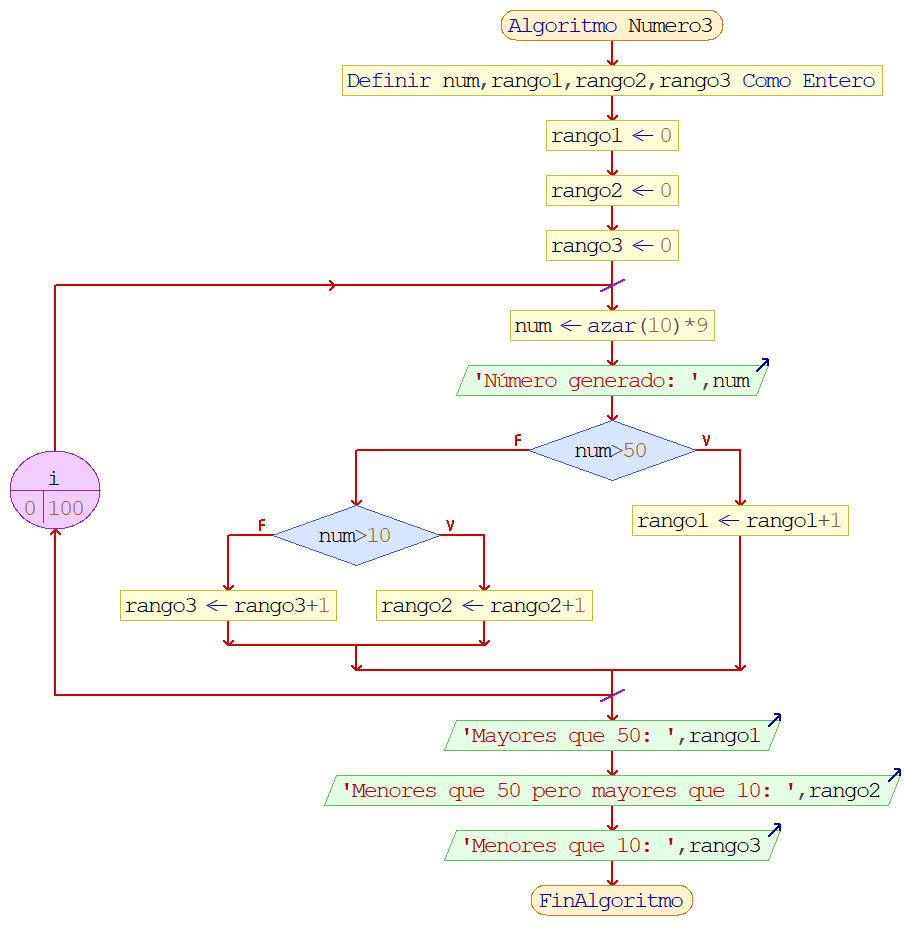 Algoritmo Numero3
Definir num,rango1,rango2,rango3 Como Entero
rango1 ← 0
rango2 ← 0
rango3 ← 0
num ← azar(10)*9
'Número generado: ',num
num>50
F
V
i
0 100
num>10
F
V
rango1 ← rango1+1
rango3 ← rango3+1
rango2 ← rango2+1
'Mayores que 50: ',rango1
'Menores que 50 pero mayores que 10: ',rango2
'Menores que 10: ',rango3
FinAlgoritmo